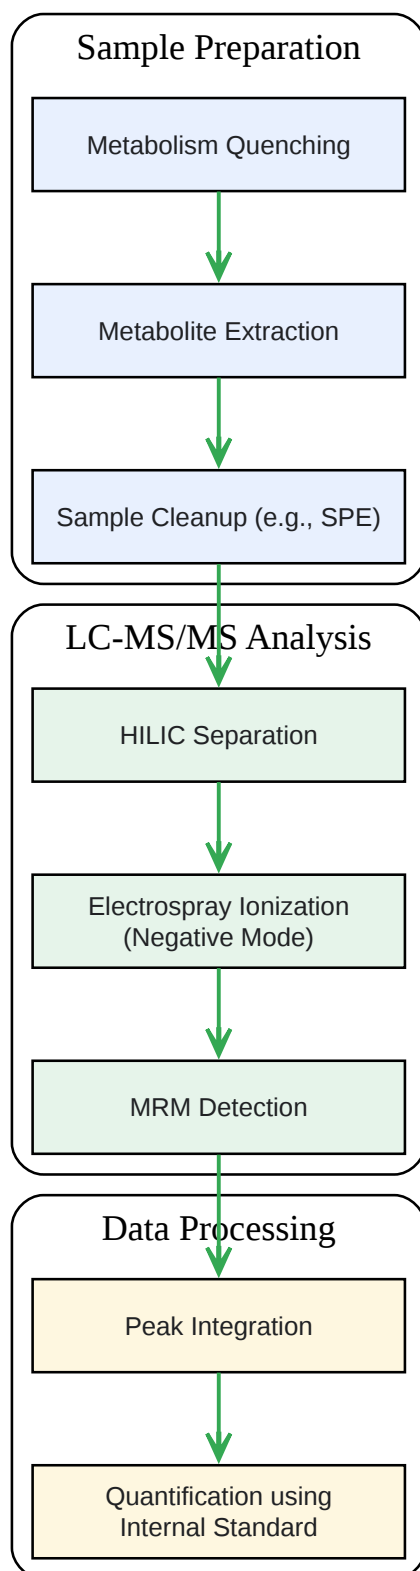 Sample Preparation
Metabolism Quenching
Metabolite Extraction
Sample Cleanup (e.g., SPE)
LC-MS/MS Analysis
HILIC Separation
Electrospray Ionization
(Negative Mode)
MRM Detection
Data Processing
Peak Integration
Quantification using
Internal Standard